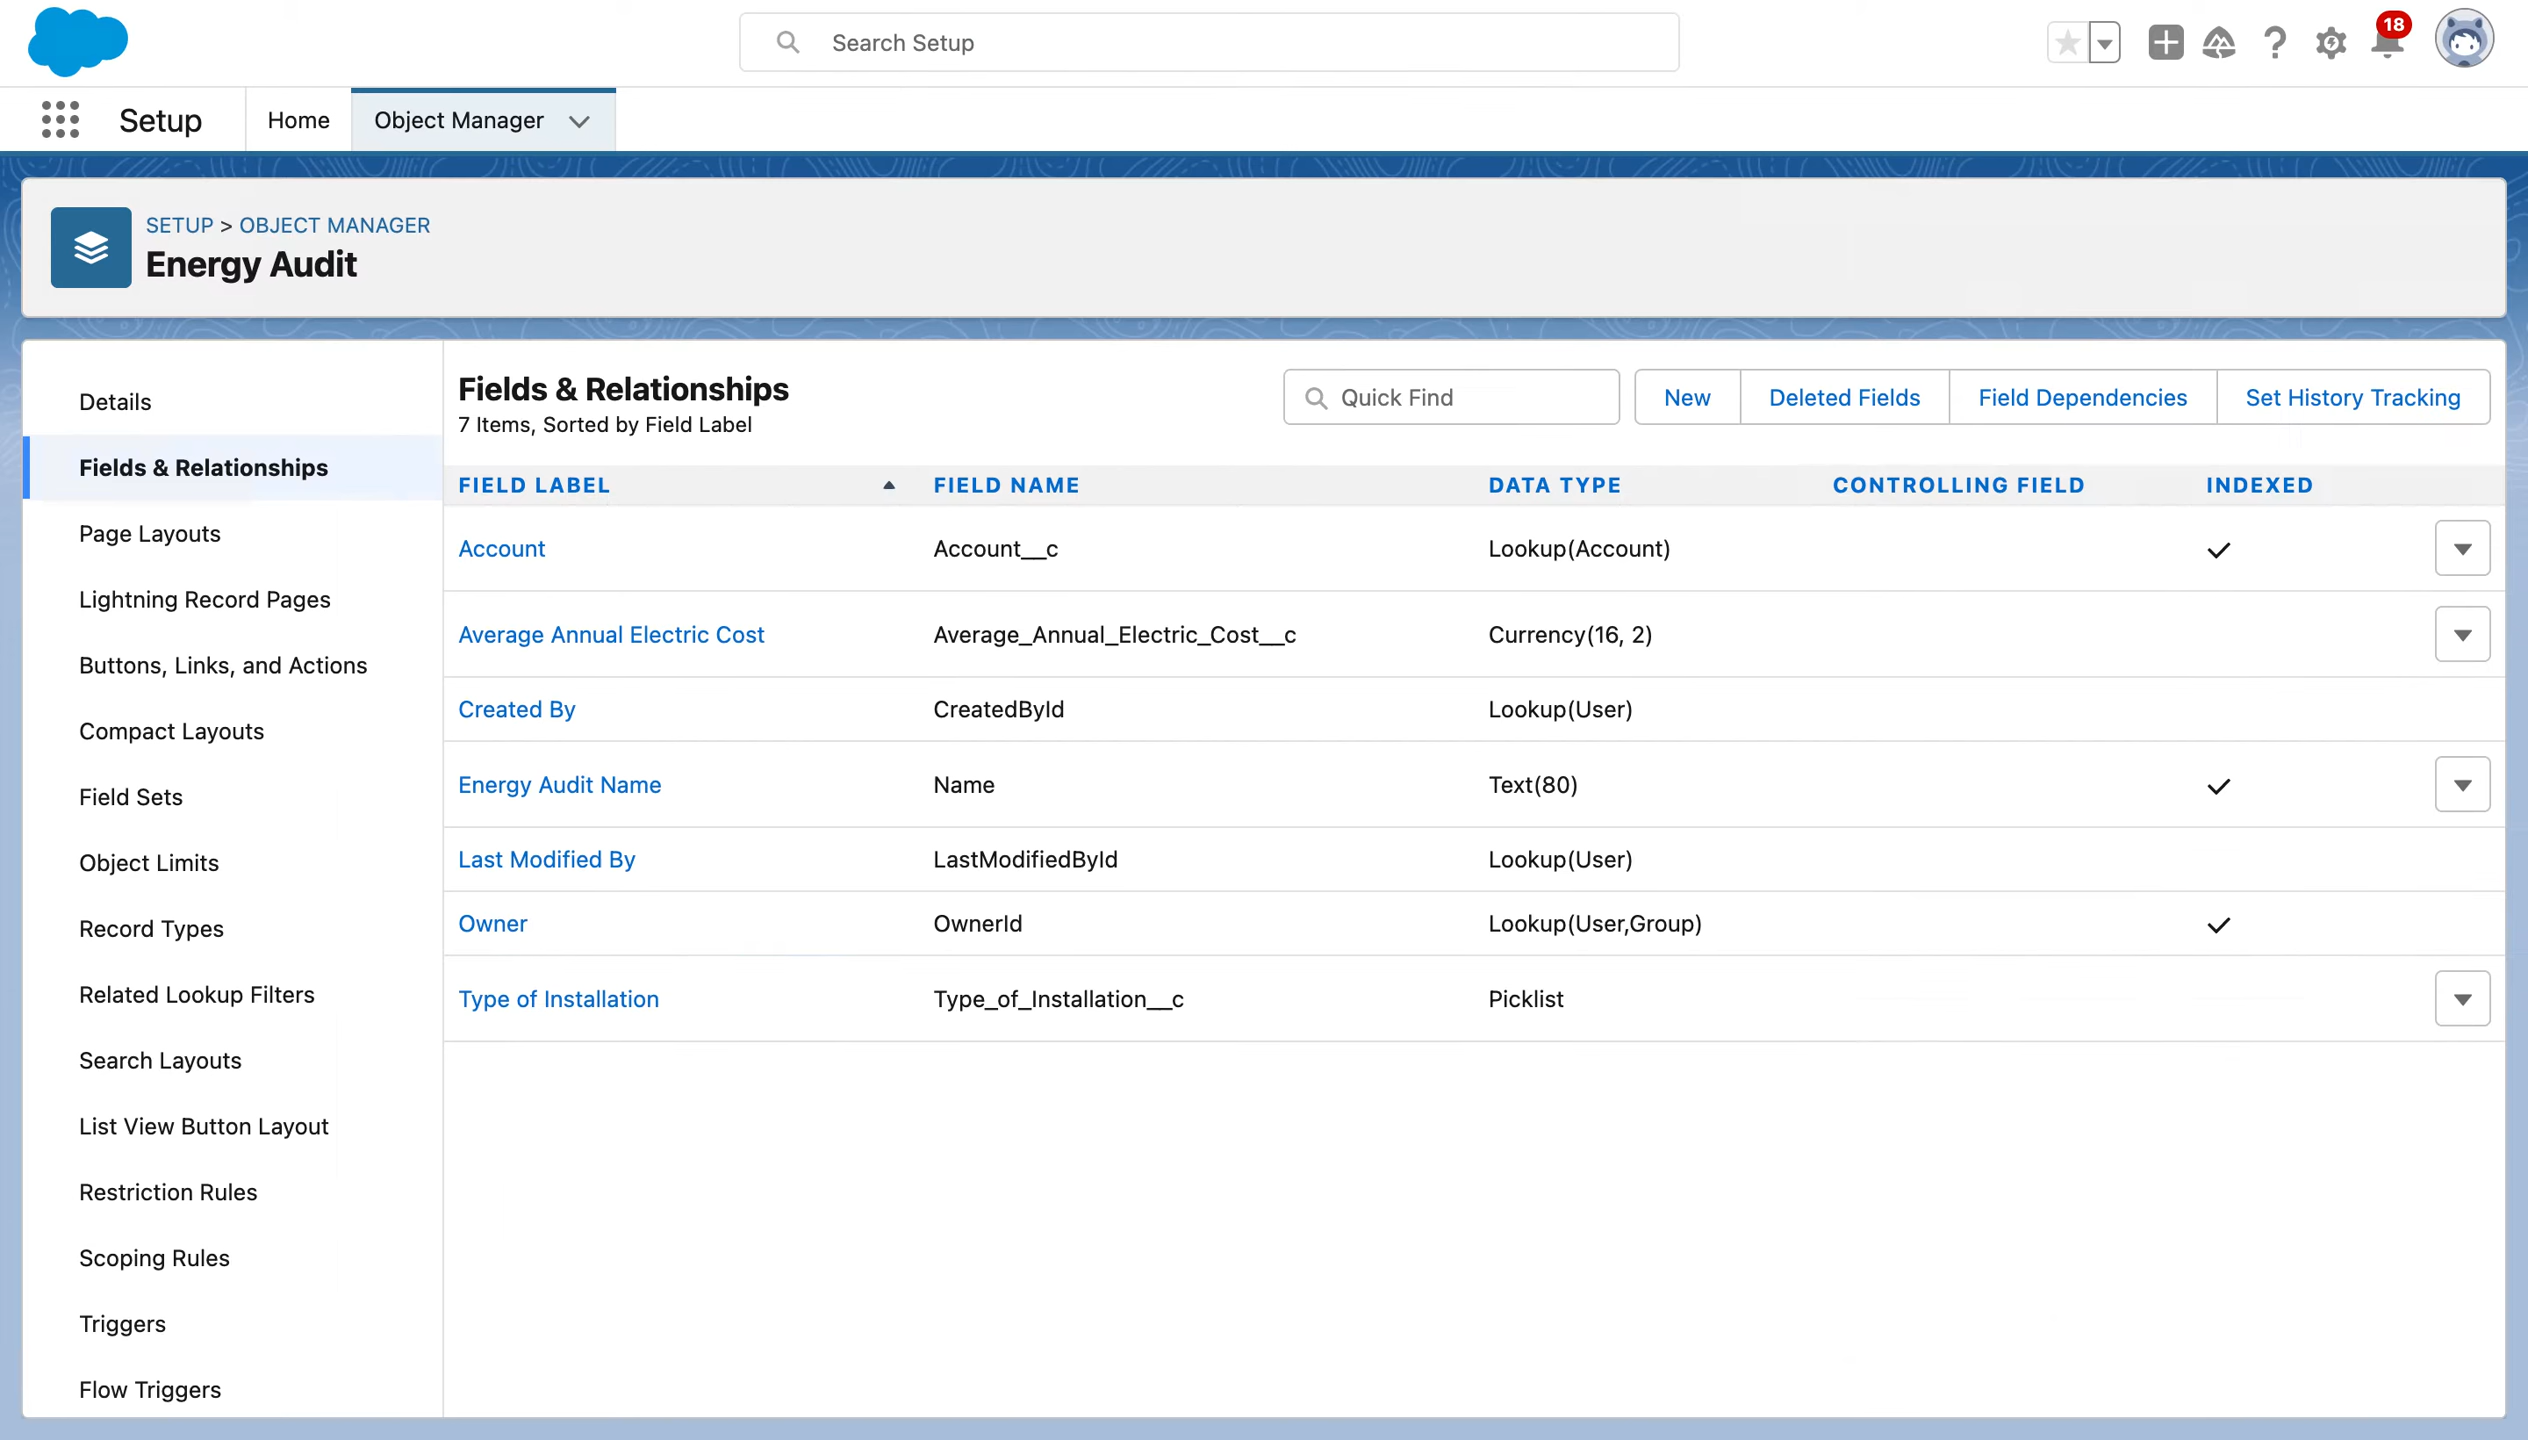 Search Setup
18
Setup
Home
Object Manager
SETUP > OBJECT MANAGER
Energy Audit
Details
Fields & Relationships
Page Layouts
Lightning Record Pages
Buttons, Links, and Actions
Compact Layouts
Field Sets
Object Limits
Record Types
Related Lookup Filters
Search Layouts
List View Button Layout
Restriction Rules
Scoping Rules
Triggers
Flow Triggers
Fields & Relationships
7 Items, Sorted by Field Label
Quick Find
New
Deleted Fields
Field Dependencies
Set History Tracking
FIELD LABEL FIELD NAME DATA TYPE CONTROLLING FIELD INDEXED
Account Account__c Lookup(Account)
Average Annual Electric Cost Average_Annual_Electric_Cost__c Currency(16, 2)
Created By CreatedById Lookup(User)
Energy Audit Name Name Text(80)
Last Modified By LastModifiedById Lookup(User)
Owner OwnerId Lookup(User,Group)
Type of Installation Type_of_Installation__c Picklist